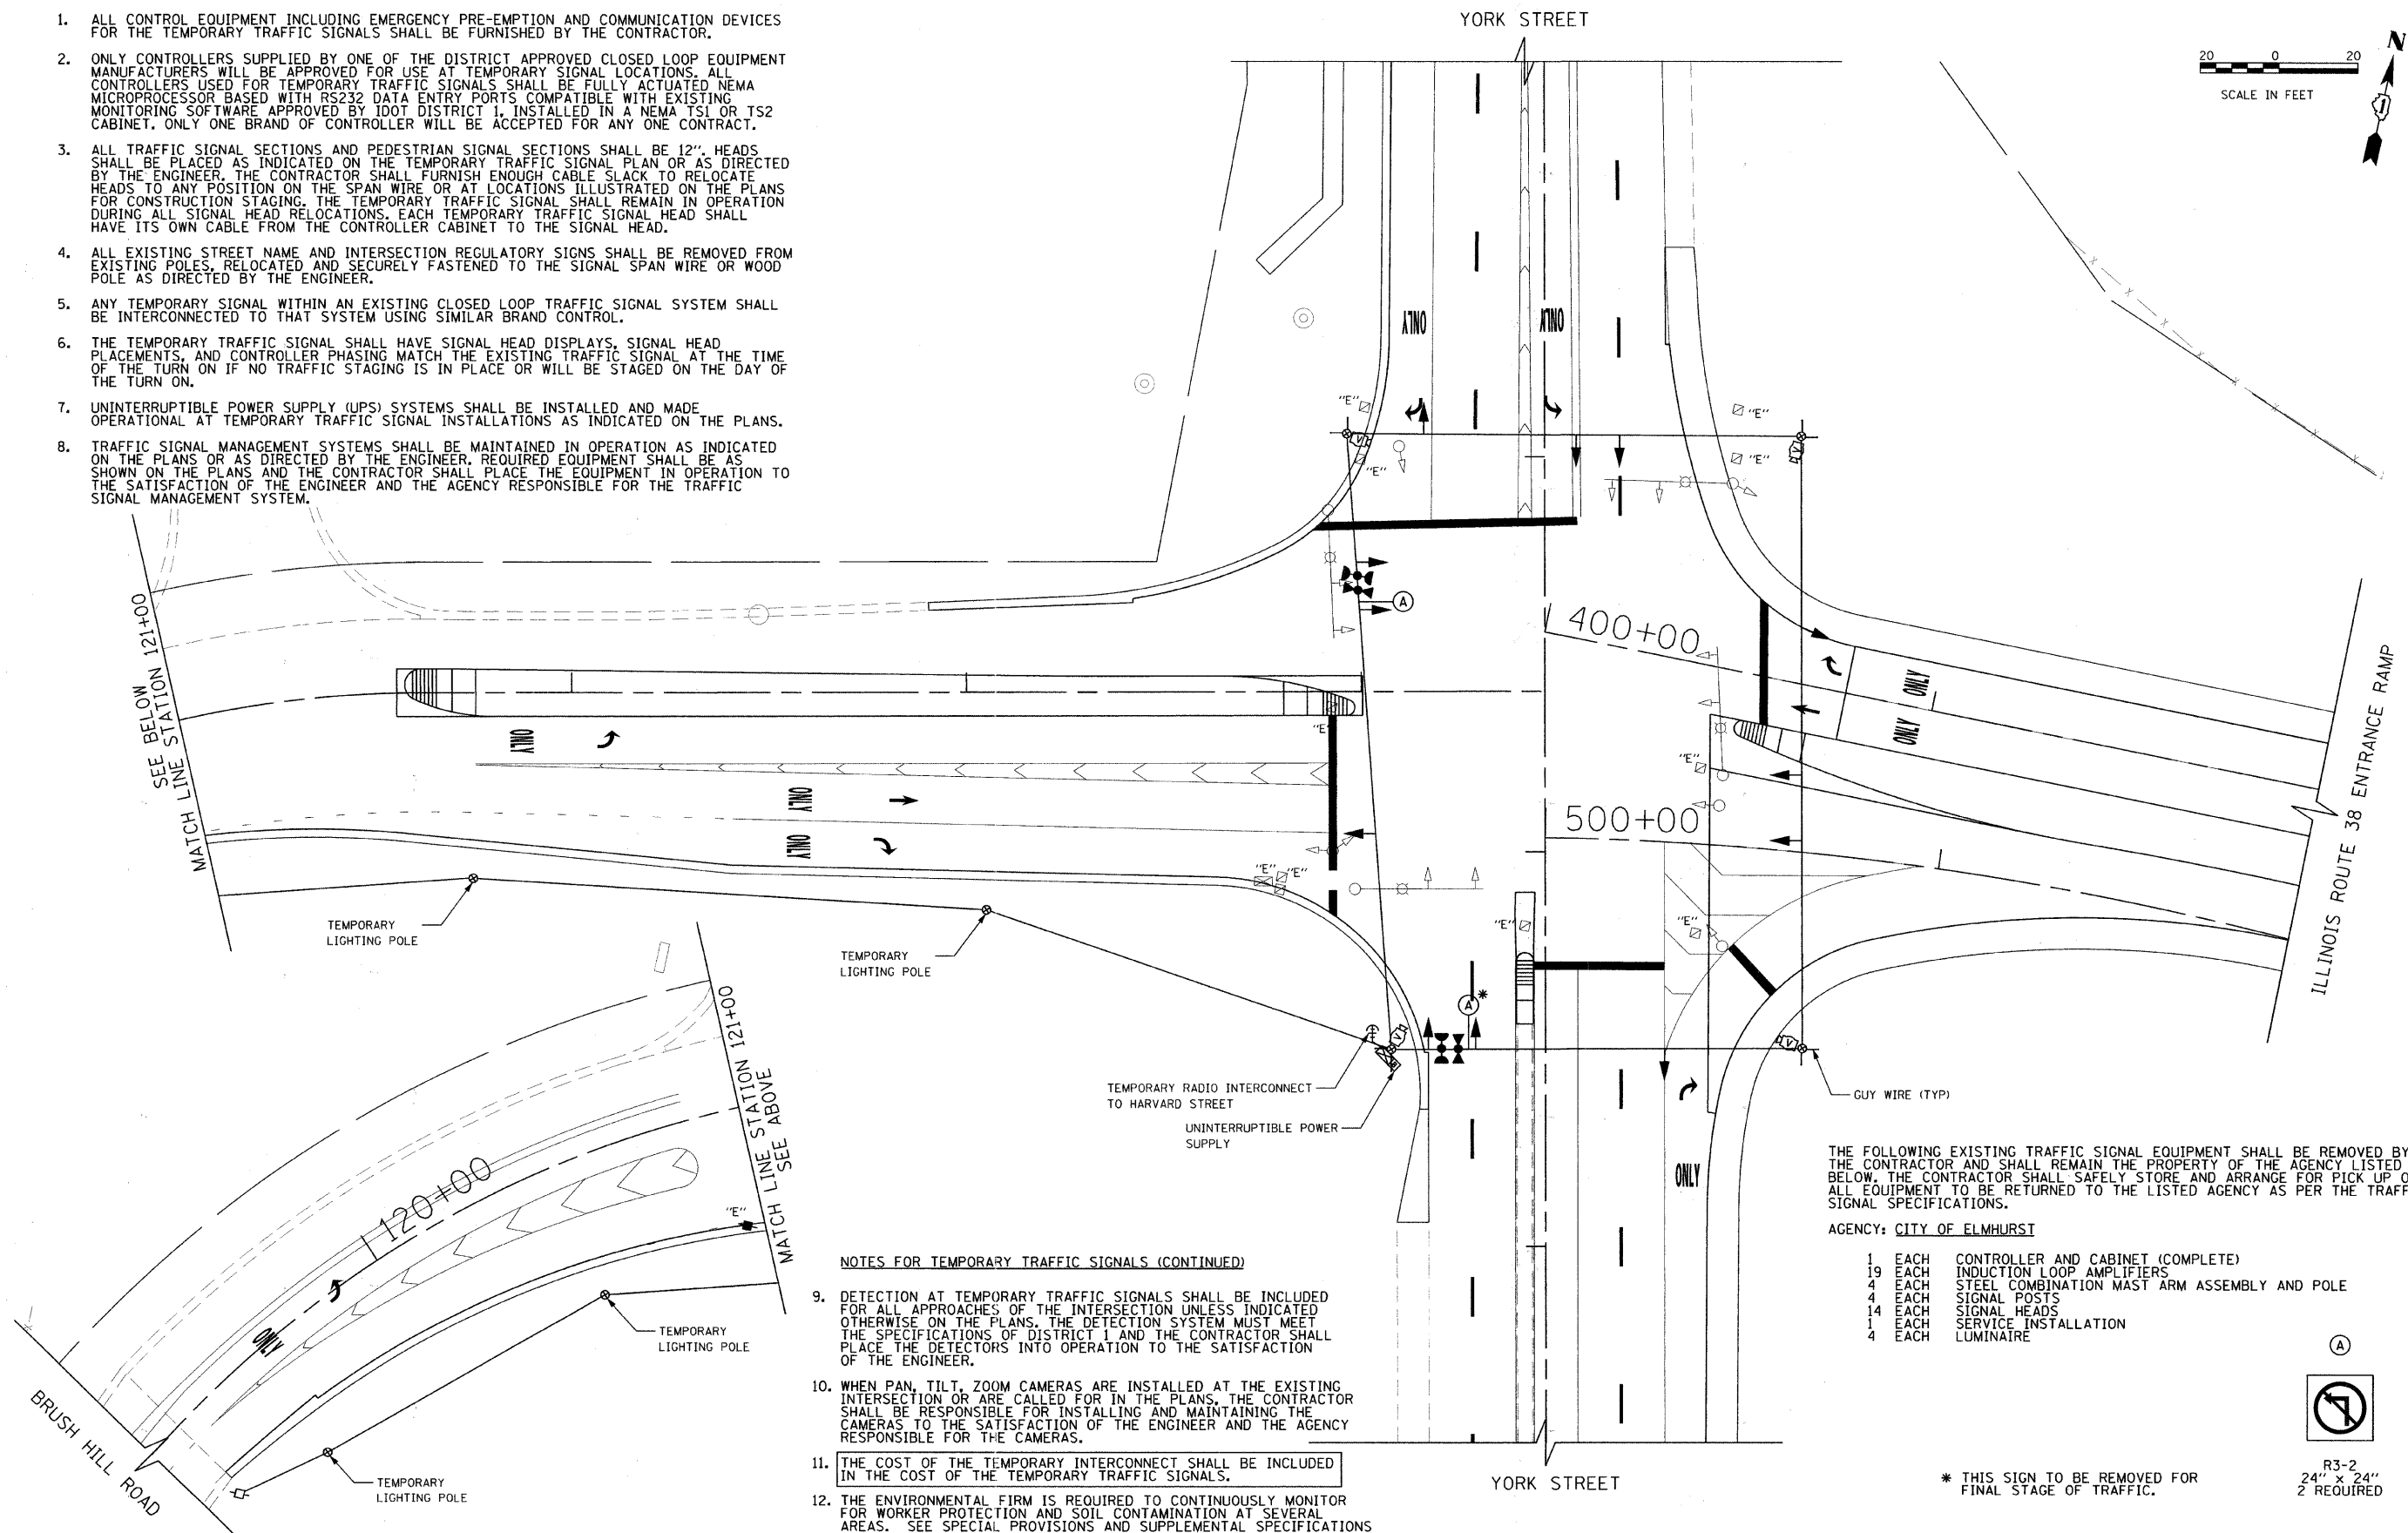 1. ALL CONTROL EQUIPMENT INCLUDING EMERGENCY PRE-EMPTION AND COMMUNICATION DEVICES
FOR THE TEMPORARY TRAFFIC SIGNALS SHALL BE FURNISHED BY THE CONTRACTOR.
2. ONLY CONTROLLERS SUPPLIED BY ONE OF THE DISTRICT APPROVED CLOSED LOOP EQUIPMENT
MANUFACTURERS WILL BE APPROVED FOR USE AT TEMPORARY SIGNAL LOCATIONS. ALL
CONTROLLERS USED FOR TEMPORARY TRAFFIC SIGNALS SHALL BE FULLY ACTUATED NEMA
MICROPROCESSOR BASED WITH RS232 DATA ENTRY PORTS COMPATIBLE WITH EXISTING
MONITORING SOFTWARE APPROVED BY IDOT DISTRICT 1, INSTALLED IN A NEMA TS1 OR TS2
CABINET. ONLY ONE BRAND OF CONTROLLER WILL BE ACCEPTED FOR ANY ONE CONTRACT.
3. ALL TRAFFIC SIGNAL SECTIONS AND PEDESTRIAN SIGNAL SECTIONS SHALL BE 12". HEADS
SHALL BE PLACED AS INDICATED ON THE TEMPORARY TRAFFIC SIGNAL PLAN OR AS DIRECTED
BY THE ENGINEER. THE CONTRACTOR SHALL FURNISH ENOUGH CABLE SLACK TO RELOCATE
HEADS TO ANY POSITION ON THE SPAN WIRE OR AT LOCATIONS ILLUSTRATED ON THE PLANS
FOR CONSTRUCTION STAGING. THE TEMPORARY TRAFFIC SIGNAL SHALL REMAIN IN OPERATION
DURING ALL SIGNAL HEAD RELOCATIONS. EACH TEMPORARY TRAFFIC SIGNAL HEAD SHALL
HAVE ITS OWN CABLE FROM THE CONTROLLER CABINET TO THE SIGNAL HEAD.
4. ALL EXISTING STREET NAME AND INTERSECTION REGULATORY SIGNS SHALL BE REMOVED FROM
EXISTING POLES, RELOCATED AND SECURELY FASTENED TO THE SIGNAL SPAN WIRE OR WOOD
POLE AS DIRECTED BY THE ENGINEER.
5. ANY TEMPORARY SIGNAL WITHIN AN EXISTING CLOSED LOOP TRAFFIC SIGNAL SYSTEM SHALL
BE INTERCONNECTED TO THAT SYSTEM USING SIMILAR BRAND CONTROL.
6. THE TEMPORARY TRAFFIC SIGNAL SHALL HAVE SIGNAL HEAD DISPLAYS, SIGNAL HEAD
PLACEMENTS, AND CONTROLLER PHASING MATCH THE EXISTING TRAFFIC SIGNAL AT THE TIME
OF THE TURN ON IF NO TRAFFIC STAGING IS IN PLACE OR WILL BE STAGED ON THE DAY OF
THE TURN ON.
7. UNINTERRUPTIBLE POWER SUPPLY (UPS) SYSTEMS SHALL BE INSTALLED AND MADE
OPERATIONAL AT TEMPORARY TRAFFIC SIGNAL INSTALLATIONS AS INDICATED ON THE PLANS.
8. TRAFFIC SIGNAL MANAGEMENT SYSTEMS SHALL BE MAINTAINED IN OPERATION AS INDICATED
ON THE PLANS OR AS DIRECTED BY THE ENGINEER. REQUIRED EQUIPMENT SHALL BE AS
SHOWN ON THE PLANS AND THE CONTRACTOR SHALL PLACE THE EQUIPMENT IN OPERATION TO
THE SATISFACTION OF THE ENGINEER AND THE AGENCY RESPONSIBLE FOR THE TRAFFIC
SIGNAL MANAGEMENT SYSTEM.
YORK STREET
20 0 20
SCALE IN FEET
N
1
ONLY
ONLY
"E"
"E"
"E"
"E"
V
V
A
400+00
500+00
SEE BELOW
MATCH LINE STATION 121+00
ONLY
ONLY
ONLY
ONLY
ONLY
"E"
"E"
"E"
"E"
"E"
"E"
ILLINOIS ROUTE 38 ENTRANCE RAMP
TEMPORARY
LIGHTING POLE
TEMPORARY
LIGHTING POLE
A
*
V
V
TEMPORARY RADIO INTERCONNECT
TO HARVARD STREET
UNINTERRUPTIBLE POWER
SUPPLY
GUY WIRE (TYP)
ONLY
MATCH LINE STATION 121+00
SEE ABOVE
120+00
"E"
ONLY
TEMPORARY
LIGHTING POLE
TEMPORARY
LIGHTING POLE
BRUSH HILL ROAD
NOTES FOR TEMPORARY TRAFFIC SIGNALS (CONTINUED)
9. DETECTION AT TEMPORARY TRAFFIC SIGNALS SHALL BE INCLUDED
FOR ALL APPROACHES OF THE INTERSECTION UNLESS INDICATED
OTHERWISE ON THE PLANS. THE DETECTION SYSTEM MUST MEET
THE SPECIFICATIONS OF DISTRICT 1 AND THE CONTRACTOR SHALL
PLACE THE DETECTORS INTO OPERATION TO THE SATISFACTION
OF THE ENGINEER.
10. WHEN PAN, TILT, ZOOM CAMERAS ARE INSTALLED AT THE EXISTING
INTERSECTION OR ARE CALLED FOR IN THE PLANS, THE CONTRACTOR
SHALL BE RESPONSIBLE FOR INSTALLING AND MAINTAINING THE
CAMERAS TO THE SATISFACTION OF THE ENGINEER AND THE AGENCY
RESPONSIBLE FOR THE CAMERAS.
11. THE COST OF THE TEMPORARY INTERCONNECT SHALL BE INCLUDED
IN THE COST OF THE TEMPORARY TRAFFIC SIGNALS.
12. THE ENVIRONMENTAL FIRM IS REQUIRED TO CONTINUOUSLY MONITOR
FOR WORKER PROTECTION AND SOIL CONTAMINATION AT SEVERAL
AREAS. SEE SPECIAL PROVISIONS AND SUPPLEMENTAL SPECIFICATIONS
YORK STREET
THE FOLLOWING EXISTING TRAFFIC SIGNAL EQUIPMENT SHALL BE REMOVED BY
THE CONTRACTOR AND SHALL REMAIN THE PROPERTY OF THE AGENCY LISTED
BELOW. THE CONTRACTOR SHALL SAFELY STORE AND ARRANGE FOR PICK UP O
ALL EQUIPMENT TO BE RETURNED TO THE LISTED AGENCY AS PER THE TRAFF
SIGNAL SPECIFICATIONS.
AGENCY: CITY OF ELMHURST
1 EACH CONTROLLER AND CABINET (COMPLETE)
19 EACH INDUCTION LOOP AMPLIFIERS
4 EACH STEEL COMBINATION MAST ARM ASSEMBLY AND POLE
4 EACH SIGNAL POSTS
14 EACH SIGNAL HEADS
1 EACH SERVICE INSTALLATION
4 EACH LUMINAIRE
A
R3-2
24" x 24"
2 REQUIRED
* THIS SIGN TO BE REMOVED FOR
FINAL STAGE OF TRAFFIC.